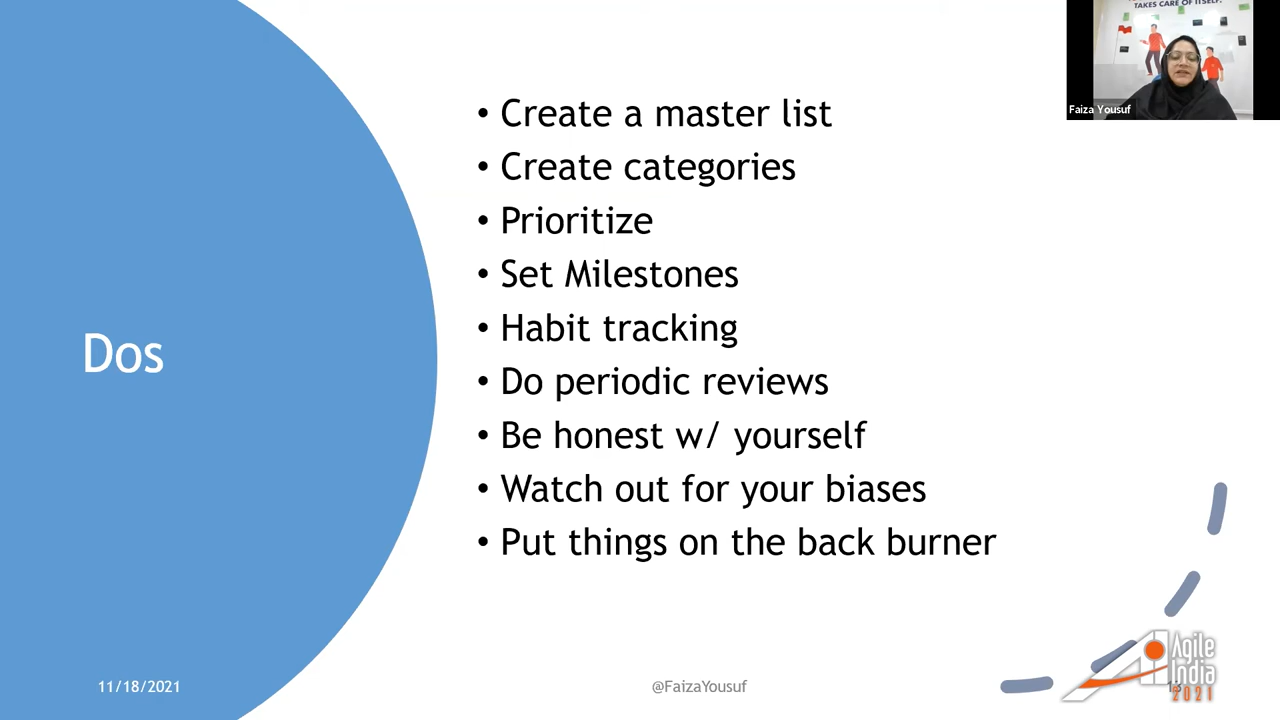 TAKES CARE OF ITSELF.
Faiza Yousuf
Dos
• Create a master list
• Create categories
• Prioritize
• Set Milestones
• Habit tracking
• Do periodic reviews
• Be honest w/ yourself
• Watch out for your biases
• Put things on the back burner
11/18/2021
@FaizaYousuf
Agile
India
2021